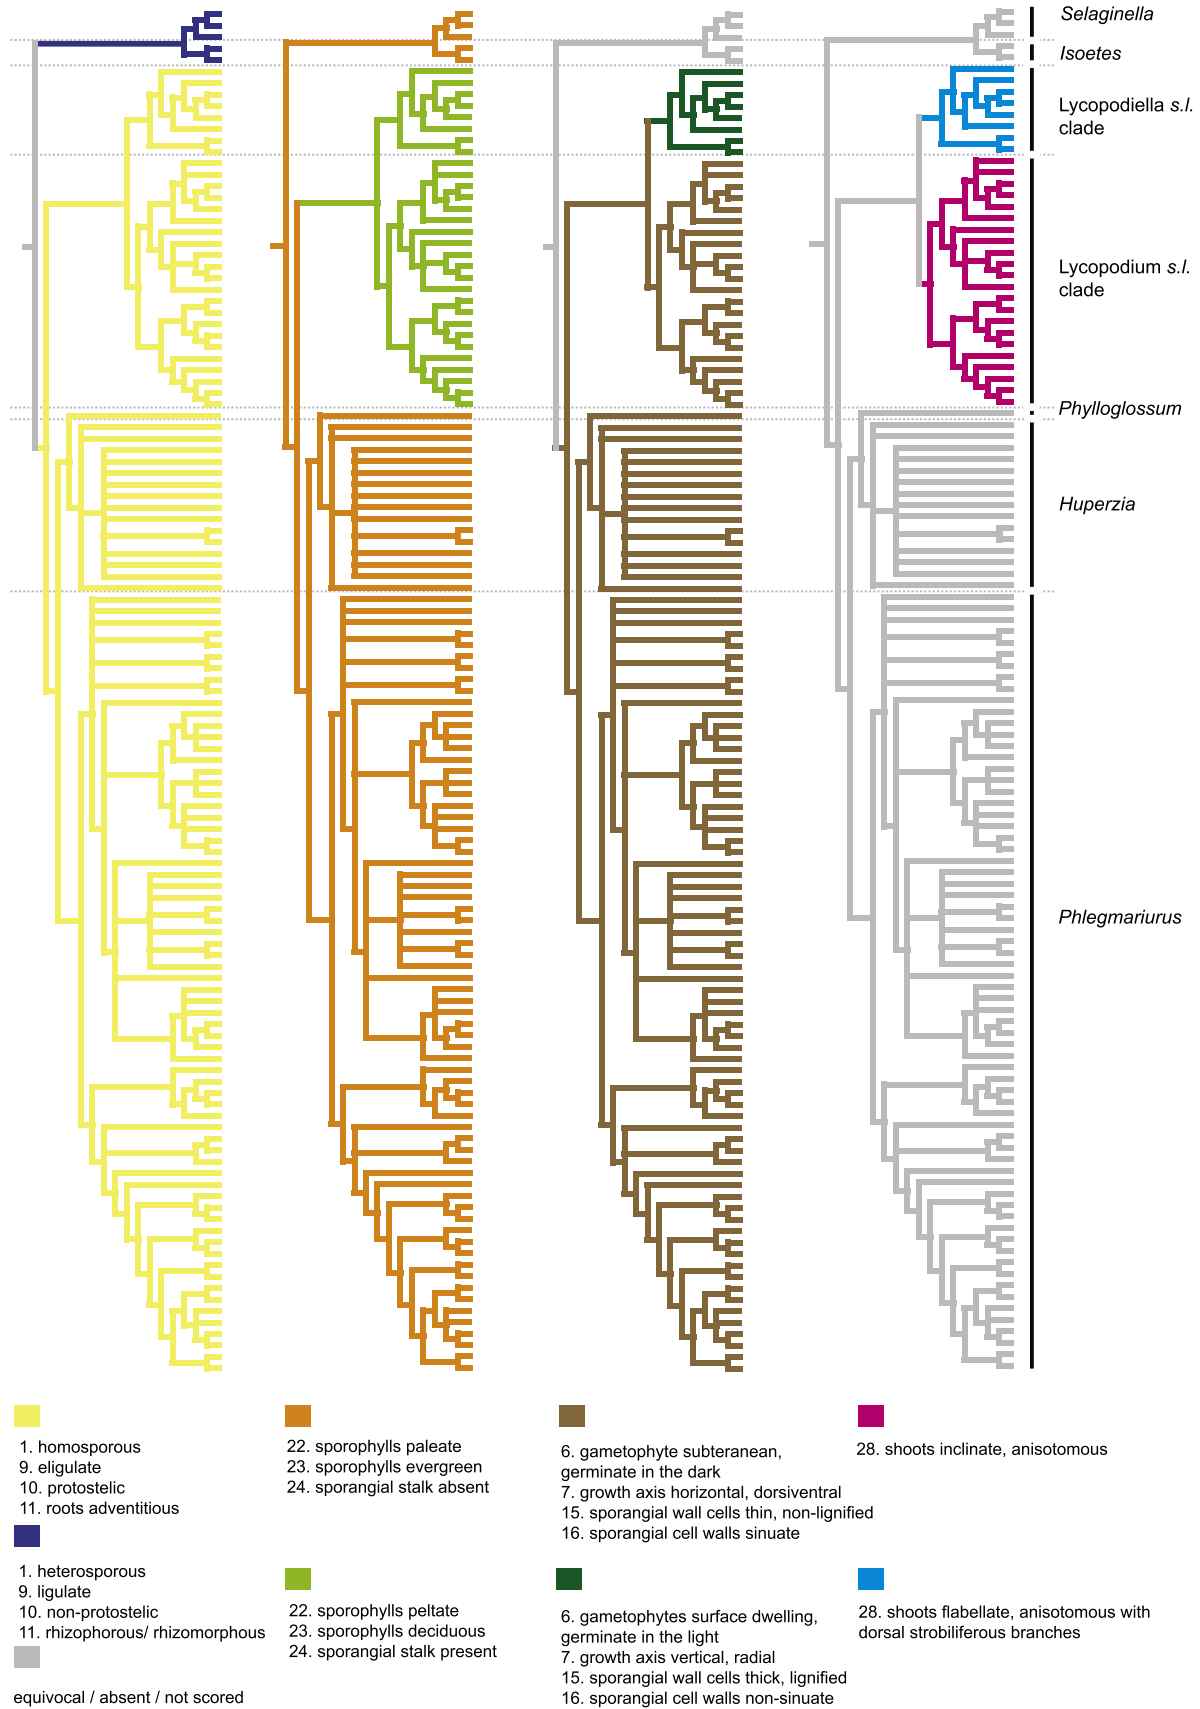 Selaginella
Isoetes
Lycopodiella s.l.
clade
Lycopodium s.l.
clade
Phylloglossum
Huperzia
Phlegmariurus
1. homosporous
9. eligulate
10. protostelic
11. roots adventitious
1. heterosporous
9. ligulate
10. non-protostelic
11. rhizophorous/ rhizomorphous
equivocal / absent / not scored
22. sporophylls paleate
23. sporophylls evergreen
24. sporangial stalk absent
22. sporophylls peltate
23. sporophylls deciduous
24. sporangial stalk present
6. gametophyte subteranean,
germinate in the dark
7. growth axis horizontal, dorsiventral
15. sporangial wall cells thin, non-lignified
16. sporangial cell walls sinuate
6. gametophytes surface dwelling,
germinate in the light
7. growth axis vertical, radial
15. sporangial wall cells thick, lignified
16. sporangial cell walls non-sinuate
28. shoots inclinate, anisotomous
28. shoots flabellate, anisotomous with
dorsal strobiliferous branches